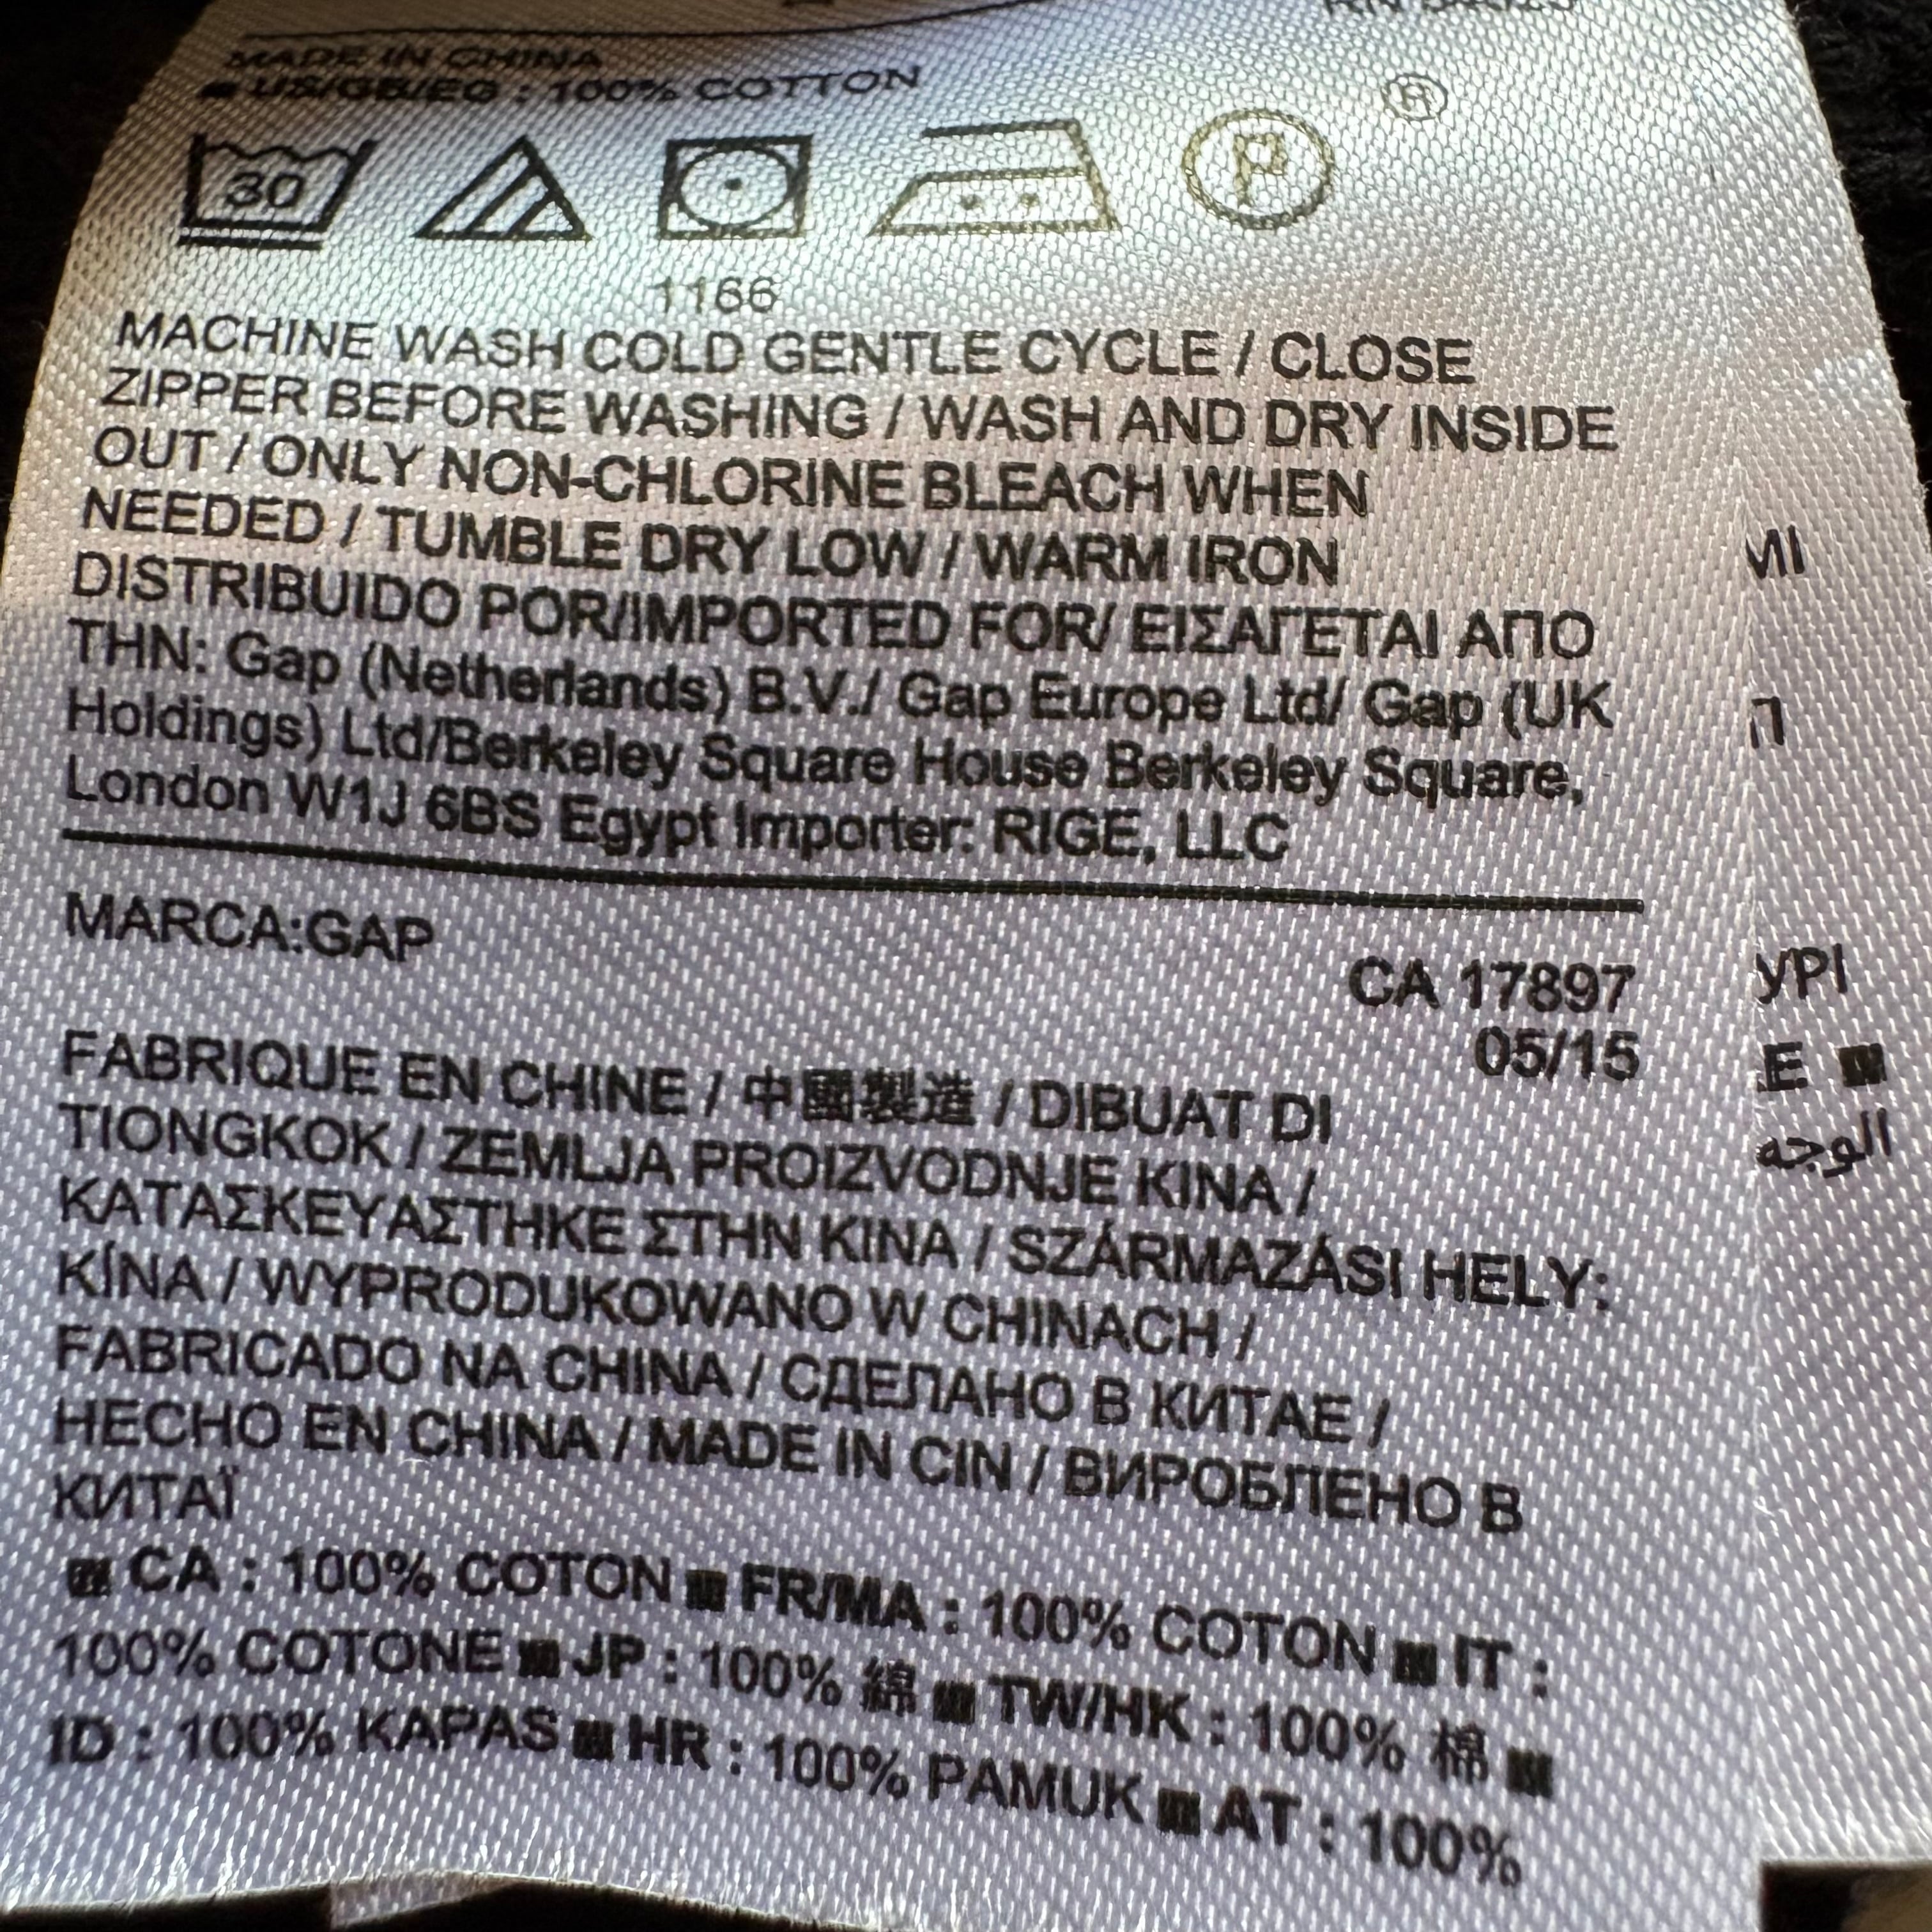 MADE IN CHINA
■ US/GB/EG : 100% COTTON
30
P
®
1166
MACHINE WASH COLD GENTLE CYCLE / CLOSE
ZIPPER BEFORE WASHING / WASH AND DRY INSIDE
OUT / ONLY NON-CHLORINE BLEACH WHEN
NEEDED / TUMBLE DRY LOW / WARM IRON
DISTRIBUIDO POR/IMPORTED FOR/ ΕΙΣΑΓΕΤΑΙ ΑΠΟ
ΤΗΝ: Gap (Netherlands) B.V./ Gap Europe Ltd/ Gap (UK
Holdings) Ltd/Berkeley Square House Berkeley Square,
London W1J 6BS Egypt Importer: RIGE, LLC
MARCA:GAP
CA 17897
05/15
FABRIQUE EN CHINE / 中國製造 / DIBUAT DI
TIONGKOK / ZEMLJA PROIZVODNJE KINA /
ΚΑΤΑΣΚΕΥΑΣΤΗΚΕ ΣΤΗΝ ΚΙΝΑ / SZÁRMAZÁSI HELY:
KÍNA / WYPRODUKOWANO W CHINACH /
FABRICADO NA CHINA / СДЕЛАНО В КИТАЕ /
HECHO EN CHINA / MADE IN CIN / ВИРОБЛЕНО В
КИТАЇ
■ CA : 100% COTON ■ FR/MA : 100% COTON ■ IT :
100% COTONE ■ JP : 100% 綿 ■ TW/HK : 100% 棉 ■
ID : 100% KAPAS ■ HR : 100% PAMUK ■ AT : 100%
УРІ
E ■
الوجه